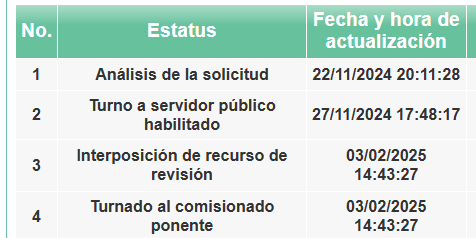 No. Estatus Fecha y hora de
actualización
1 Análisis de la solicitud 22/11/2024 20:11:28
2 Turno a servidor público
habilitado 27/11/2024 17:48:17
3 Interposición de recurso de
revisión 03/02/2025
14:43:27
4 Turnado al comisionado
ponente 03/02/2025
14:43:27